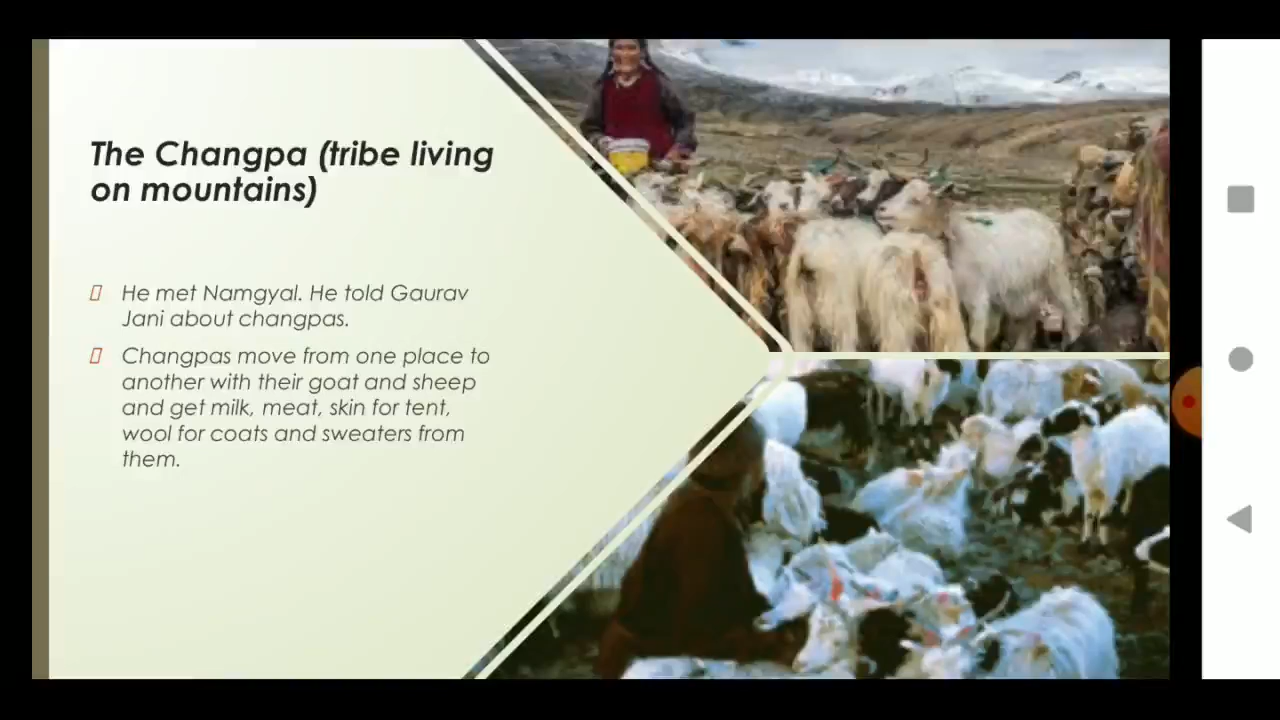 The Changpa (tribe living
on mountains)
He met Namgyal. He told Gaurav
Jani about changpas.
Changpas move from one place to
another with their goat and sheep
and get milk, meat, skin for tent,
wool for coats and sweaters from
them.